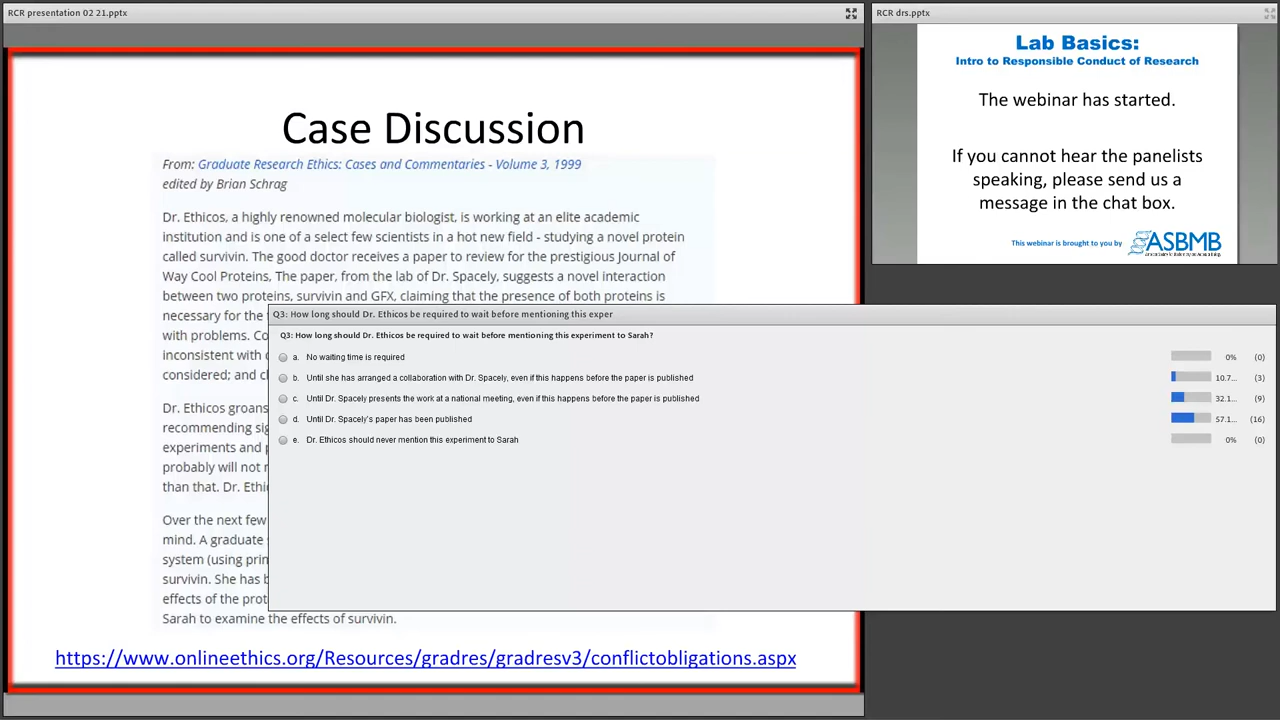 RCR presentation 02 21.pptx
Case Discussion
From: Graduate Research Ethics: Cases and Commentaries - Volume 3, 1999
edited by Brian Schrag
Dr. Ethicos, a highly renowned molecular biologist, is working at an elite academic
institution and is one of a select few scientists in a hot new field - studying a novel protein
called survivin. The good doctor receives a paper to review for the prestigious Journal of
Way Cool Proteins, The paper, from the lab of Dr. Spacely, suggests a novel interaction
between two proteins, survivin and GFX, claiming that the presence of both proteins is
necessary for the
with problems. Co
inconsistent with
considered; and
Dr. Ethicos groans
recommending
experiments and
probably will not
than that. Dr.
Over the next few
mind. A graduate
system (using
survivin. She has
effects of the
Sarah to examine the effects of survivin.
https://www.onlineethics.org/Resources/gradres/gradresv3/conflictobligations.aspx
Q3: How long should Dr. Ethicos be required to wait before mentioning this exper
Q3: How long should Dr. Ethicos be required to wait before mentioning this experiment to Sarah?
a. No waiting time is required 0% (0)
b. Until she has arranged a collaboration with Dr. Spacely, even if this happens before the paper is published 10.7... (3)
c. Until Dr. Spacely presents the work at a national meeting, even if this happens before the paper is published 32.1... (9)
d. Until Dr. Spacely's paper has been published 57.1... (16)
e. Dr. Ethicos should never mention this experiment to Sarah 0% (0)
RCR drs.pptx
Lab Basics:
Intro to Responsible Conduct of Research
The webinar has started.
If you cannot hear the panelists
speaking, please send us a
message in the chat box.
This webinar is brought to you by
ASBMB